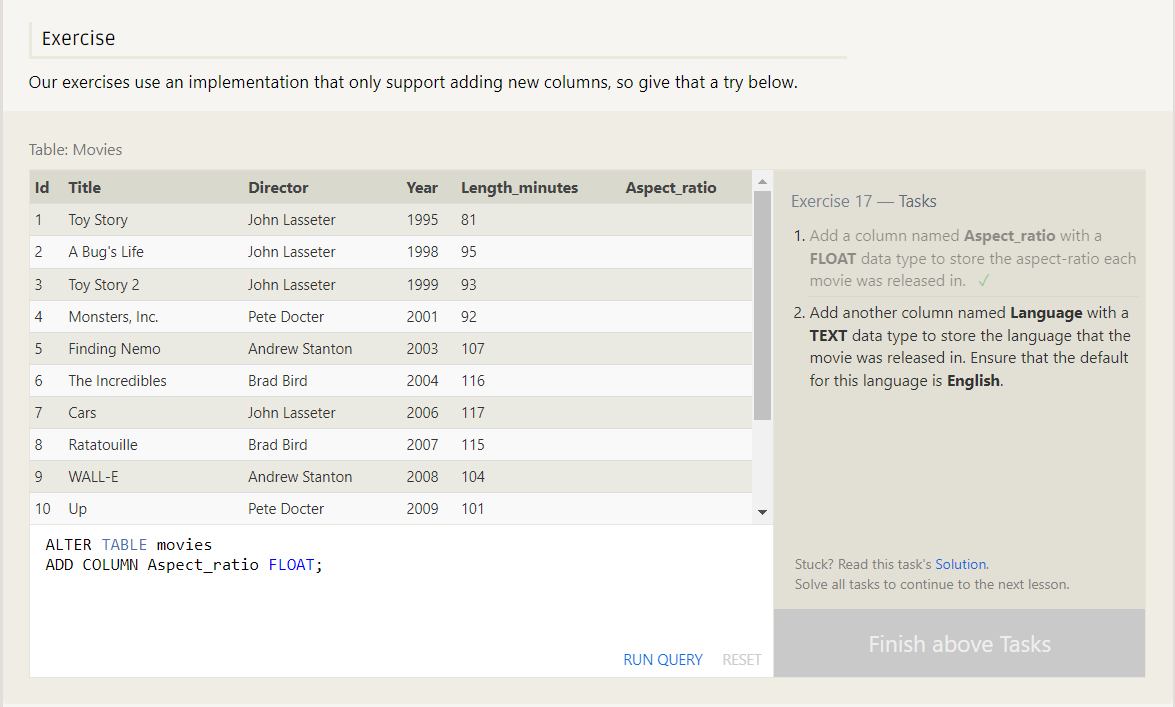 Exercise
Our exercises use an implementation that only support adding new columns, so give that a try below.
Table: Movies
Id Title Director Year Length_minutes Aspect_ratio
1 Toy Story John Lasseter 1995 81
2 A Bug's Life John Lasseter 1998 95
3 Toy Story 2 John Lasseter 1999 93
4 Monsters, Inc. Pete Docter 2001 92
5 Finding Nemo Andrew Stanton 2003 107
6 The Incredibles Brad Bird 2004 116
7 Cars John Lasseter 2006 117
8 Ratatouille Brad Bird 2007 115
9 WALL-E Andrew Stanton 2008 104
10 Up Pete Docter 2009 101
ALTER TABLE movies
ADD COLUMN Aspect_ratio FLOAT;
RUN QUERY RESET
Exercise 17 — Tasks
1. Add a column named Aspect_ratio with a
FLOAT data type to store the aspect-ratio each
movie was released in. ✓
2. Add another column named Language with a
TEXT data type to store the language that the
movie was released in. Ensure that the default
for this language is English.
Stuck? Read this task's Solution.
Solve all tasks to continue to the next lesson.
Finish above Tasks